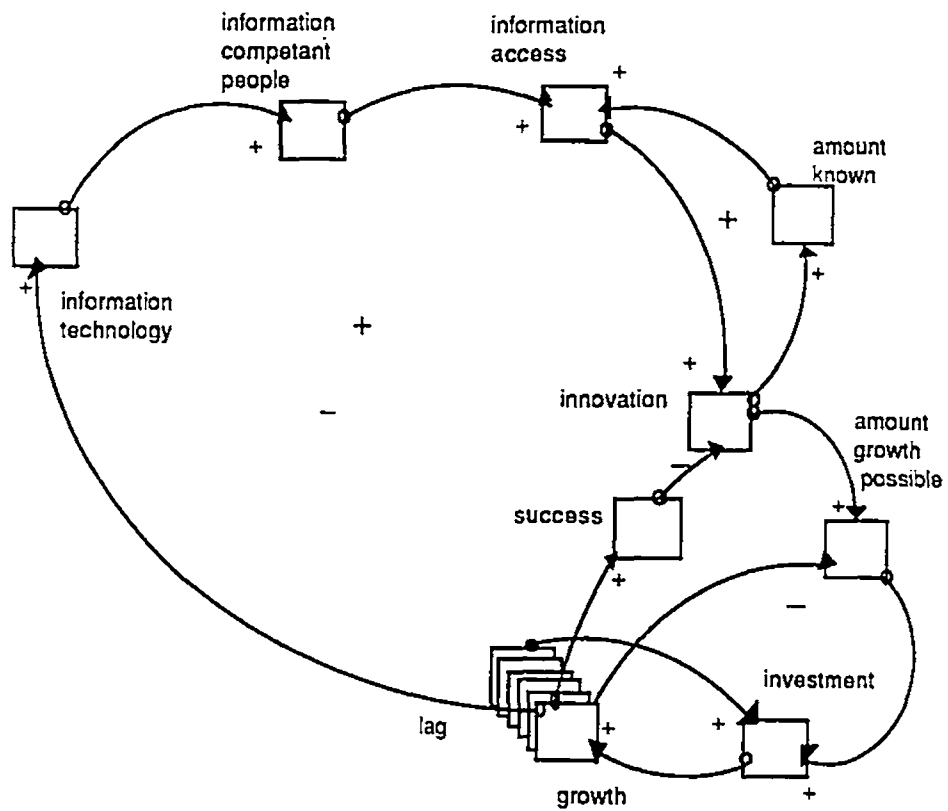 information
competant
people
information
access
+
+
+
amount
known
+
+
+
information
technology
+
+
−
innovation
−
amount
growth
possible
+
success
+
−
lag
+
+
investment
growth
+